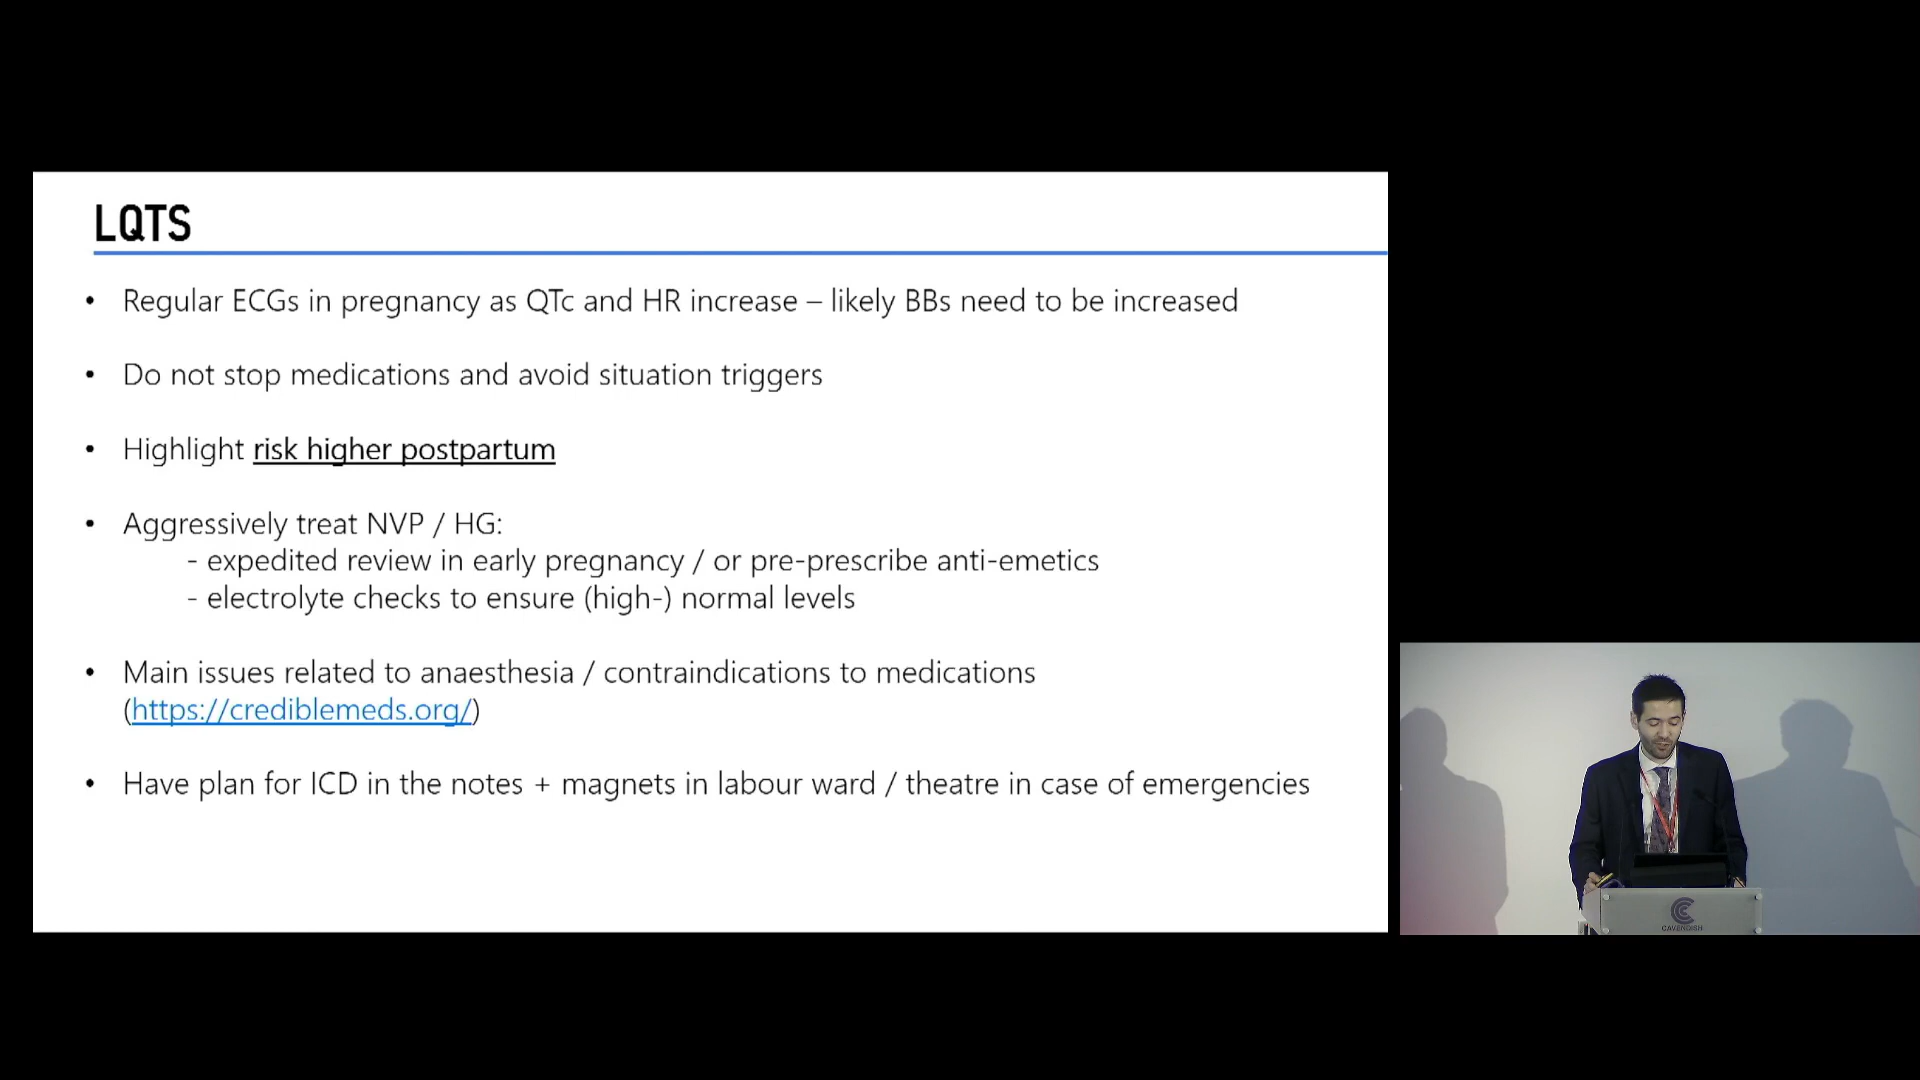 LQTS
• Regular ECGs in pregnancy as QTc and HR increase – likely BBs need to be increased
• Do not stop medications and avoid situation triggers
• Highlight risk higher postpartum
• Aggressively treat NVP / HG:
- expedited review in early pregnancy / or pre-prescribe anti-emetics
- electrolyte checks to ensure (high-) normal levels
• Main issues related to anaesthesia / contraindications to medications
(https://crediblemeds.org/)
• Have plan for ICD in the notes + magnets in labour ward / theatre in case of emergencies
CAVENDISH